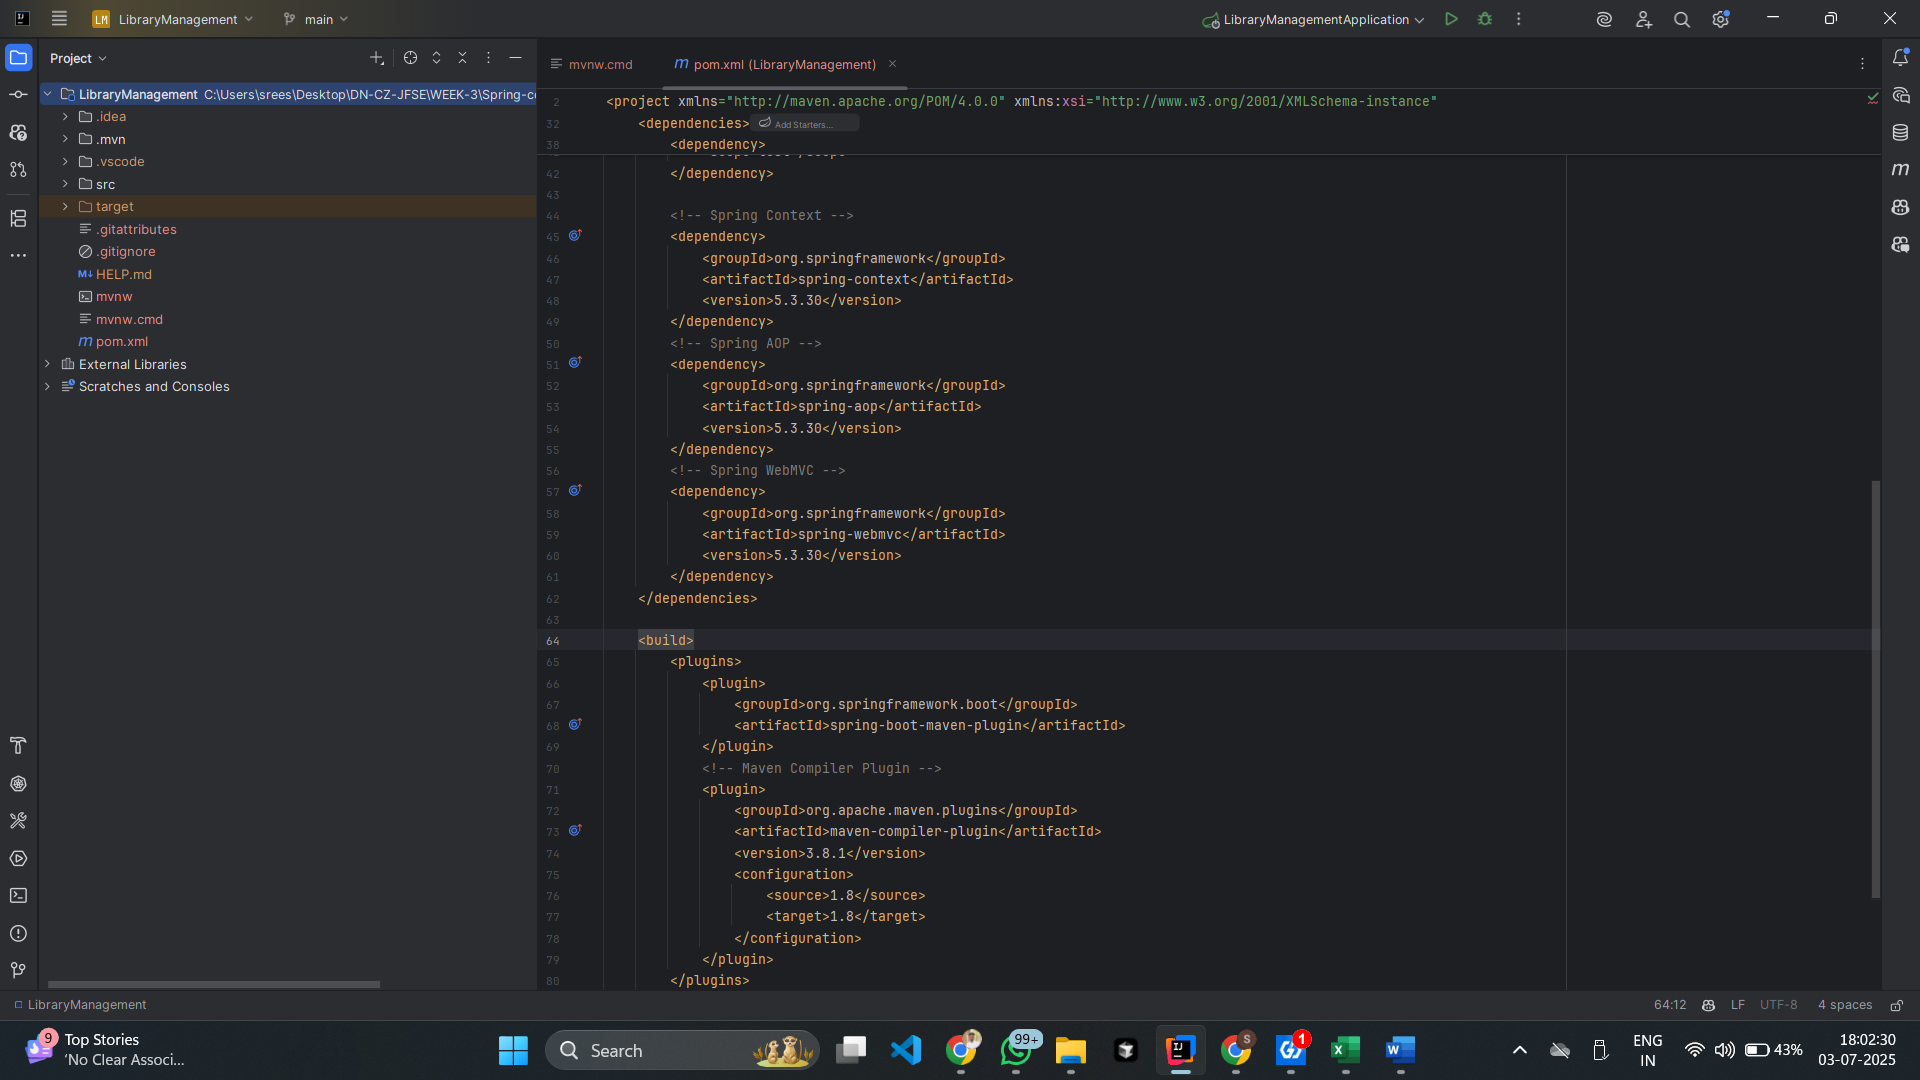 LM LibraryManagement main LibraryManagementApplication
Project
mvnw.cmd
m pom.xml (LibraryManagement)
LibraryManagement C:\Users\srees\Desktop\DN-CZ-JFSE\WEEK-3\Spring-c
.idea
.mvn
.vscode
src
target
.gitattributes
.gitignore
M↓ HELP.md
mvnw
mvnw.cmd
m pom.xml
External Libraries
Scratches and Consoles
2 <project xmlns="http://maven.apache.org/POM/4.0.0" xmlns:xsi="http://www.w3.org/2001/XMLSchema-instance"
32 <dependencies> Add Starters...
38 <dependency>
42 </dependency>
43
44 <!-- Spring Context -->
45 <dependency>
46 <groupId>org.springframework</groupId>
47 <artifactId>spring-context</artifactId>
48 <version>5.3.30</version>
49 </dependency>
50 <!-- Spring AOP -->
51 <dependency>
52 <groupId>org.springframework</groupId>
53 <artifactId>spring-aop</artifactId>
54 <version>5.3.30</version>
55 </dependency>
56 <!-- Spring WebMVC -->
57 <dependency>
58 <groupId>org.springframework</groupId>
59 <artifactId>spring-webmvc</artifactId>
60 <version>5.3.30</version>
61 </dependency>
62 </dependencies>
63
64 <build>
65 <plugins>
66 <plugin>
67 <groupId>org.springframework.boot</groupId>
68 <artifactId>spring-boot-maven-plugin</artifactId>
69 </plugin>
70 <!-- Maven Compiler Plugin -->
71 <plugin>
72 <groupId>org.apache.maven.plugins</groupId>
73 <artifactId>maven-compiler-plugin</artifactId>
74 <version>3.8.1</version>
75 <configuration>
76 <source>1.8</source>
77 <target>1.8</target>
78 </configuration>
79 </plugin>
80 </plugins>
LibraryManagement
64:12 LF UTF-8 4 spaces
9 Top Stories
'No Clear Associ...
Search
99+
S
1
ENG
IN
43%
18:02:30
03-07-2025